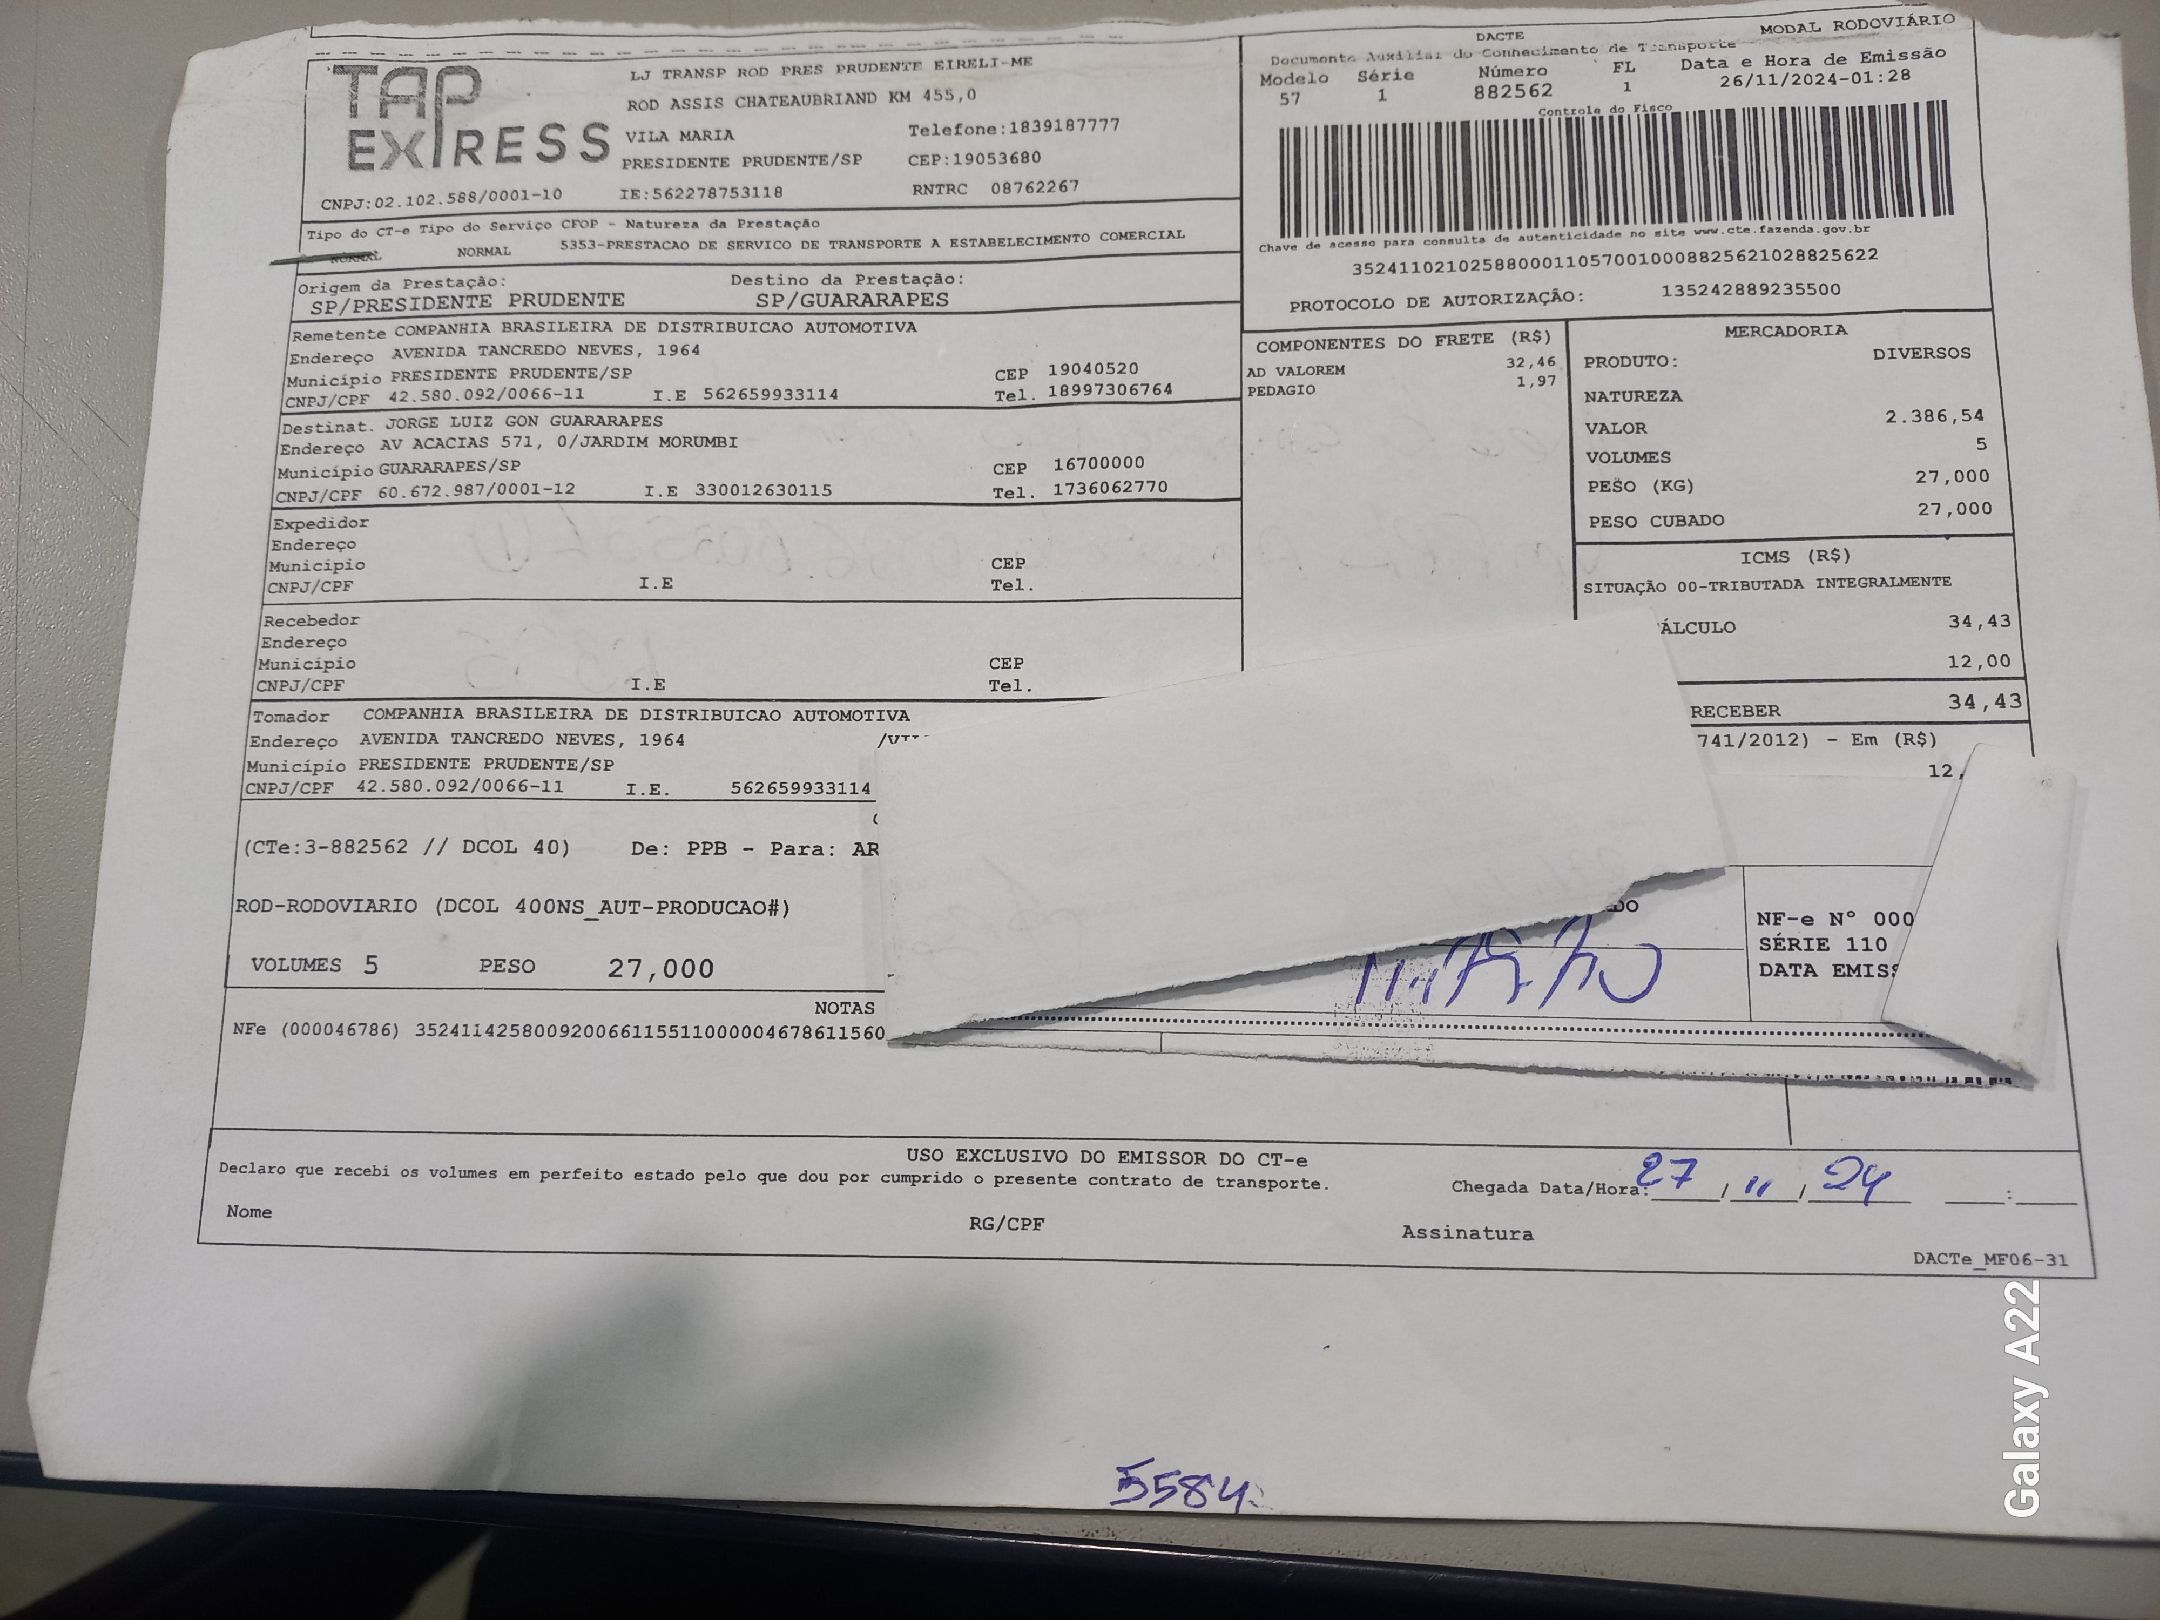 DACTE
MODAL RODOVIÁRIO
Documento Auxiliar do Conhecimento de Transporte
Modelo Série Número FL Data e Hora de Emissão
57 1 882562 1 26/11/2024-01:28
Controle do Fisco
TAP EXPRESS
LJ TRANSP ROD PRES PRUDENTE EIRELI-ME
ROD ASSIS CHATEAUBRIAND KM 455,0
VILA MARIA Telefone:1839187777
PRESIDENTE PRUDENTE/SP CEP:19053680
CNPJ:02.102.588/0001-10 IE:562278753118 RNTRC 08762267
Tipo do CT-e Tipo do Serviço CFOP - Natureza da Prestação
NORMAL NORMAL 5353-PRESTACAO DE SERVICO DE TRANSPORTE A ESTABELECIMENTO COMERCIAL
Chave de acesso para consulta de autenticidade no site www.cte.fazenda.gov.br
35241102102588000110570010008825621028825622
PROTOCOLO DE AUTORIZAÇÃO: 135242889235500
Origem da Prestação: Destino da Prestação:
SP/PRESIDENTE PRUDENTE SP/GUARARAPES
Remetente COMPANHIA BRASILEIRA DE DISTRIBUICAO AUTOMOTIVA
Endereço AVENIDA TANCREDO NEVES, 1964
Município PRESIDENTE PRUDENTE/SP CEP 19040520
CNPJ/CPF 42.580.092/0066-11 I.E 562659933114 Tel. 18997306764
Destinat. JORGE LUIZ GON GUARARAPES
Endereço AV ACACIAS 571, 0/JARDIM MORUMBI
Município GUARARAPES/SP CEP 16700000
CNPJ/CPF 60.672.987/0001-12 I.E 330012630115 Tel. 1736062770
Expedidor
Endereço
Município CEP
CNPJ/CPF I.E Tel.
Recebedor
Endereço
Município CEP
CNPJ/CPF I.E Tel.
Tomador COMPANHIA BRASILEIRA DE DISTRIBUICAO AUTOMOTIVA
Endereço AVENIDA TANCREDO NEVES, 1964
Município PRESIDENTE PRUDENTE/SP
CNPJ/CPF 42.580.092/0066-11 I.E. 562659933114
COMPONENTES DO FRETE (R$)
AD VALOREM 32,46
PEDAGIO 1,97
MERCADORIA
PRODUTO: DIVERSOS
NATUREZA
VALOR 2.386,54
VOLUMES 5
PESO (KG) 27,000
PESO CUBADO 27,000
ICMS (R$)
SITUAÇÃO 00-TRIBUTADA INTEGRALMENTE
ÁLCULO 34,43
12,00
RECEBER 34,43
741/2012) - Em (R$)
12,
(CTe:3-882562 // DCOL 40) De: PPB - Para: AR
ROD-RODOVIARIO (DCOL 400NS_AUT-PRODUCAO#)
VOLUMES 5 PESO 27,000
DO
NF-e Nº 000
SÉRIE 110
DATA EMISS
NOTAS
NFe (000046786) 352411425800920066115511000004678611560
USO EXCLUSIVO DO EMISSOR DO CT-e
Declaro que recebi os volumes em perfeito estado pelo que dou por cumprido o presente contrato de transporte.
Chegada Data/Hora: 27 / 11 / 24 :
Nome RG/CPF Assinatura
DACTe_MF06-31
5584
Galaxy A22